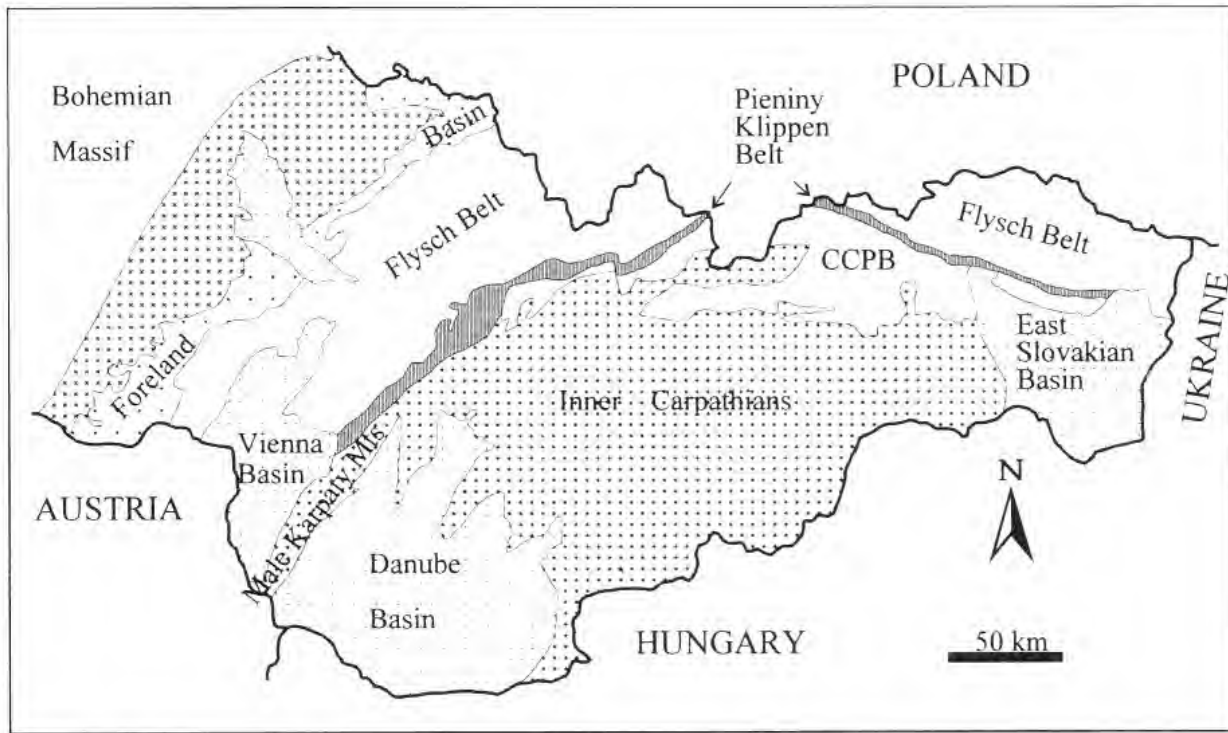 Bohemian
Massif
POLAND
Pieniny
Klippen
Belt
Basin
Flysch Belt
Flysch Belt
CCPB
East
Slovakian
Basin
UKRAINE
Foreland
Inner Carpathians
Vienna
Basin
Male Karpaty Mts
AUSTRIA
N
Danube
Basin
HUNGARY
50 km